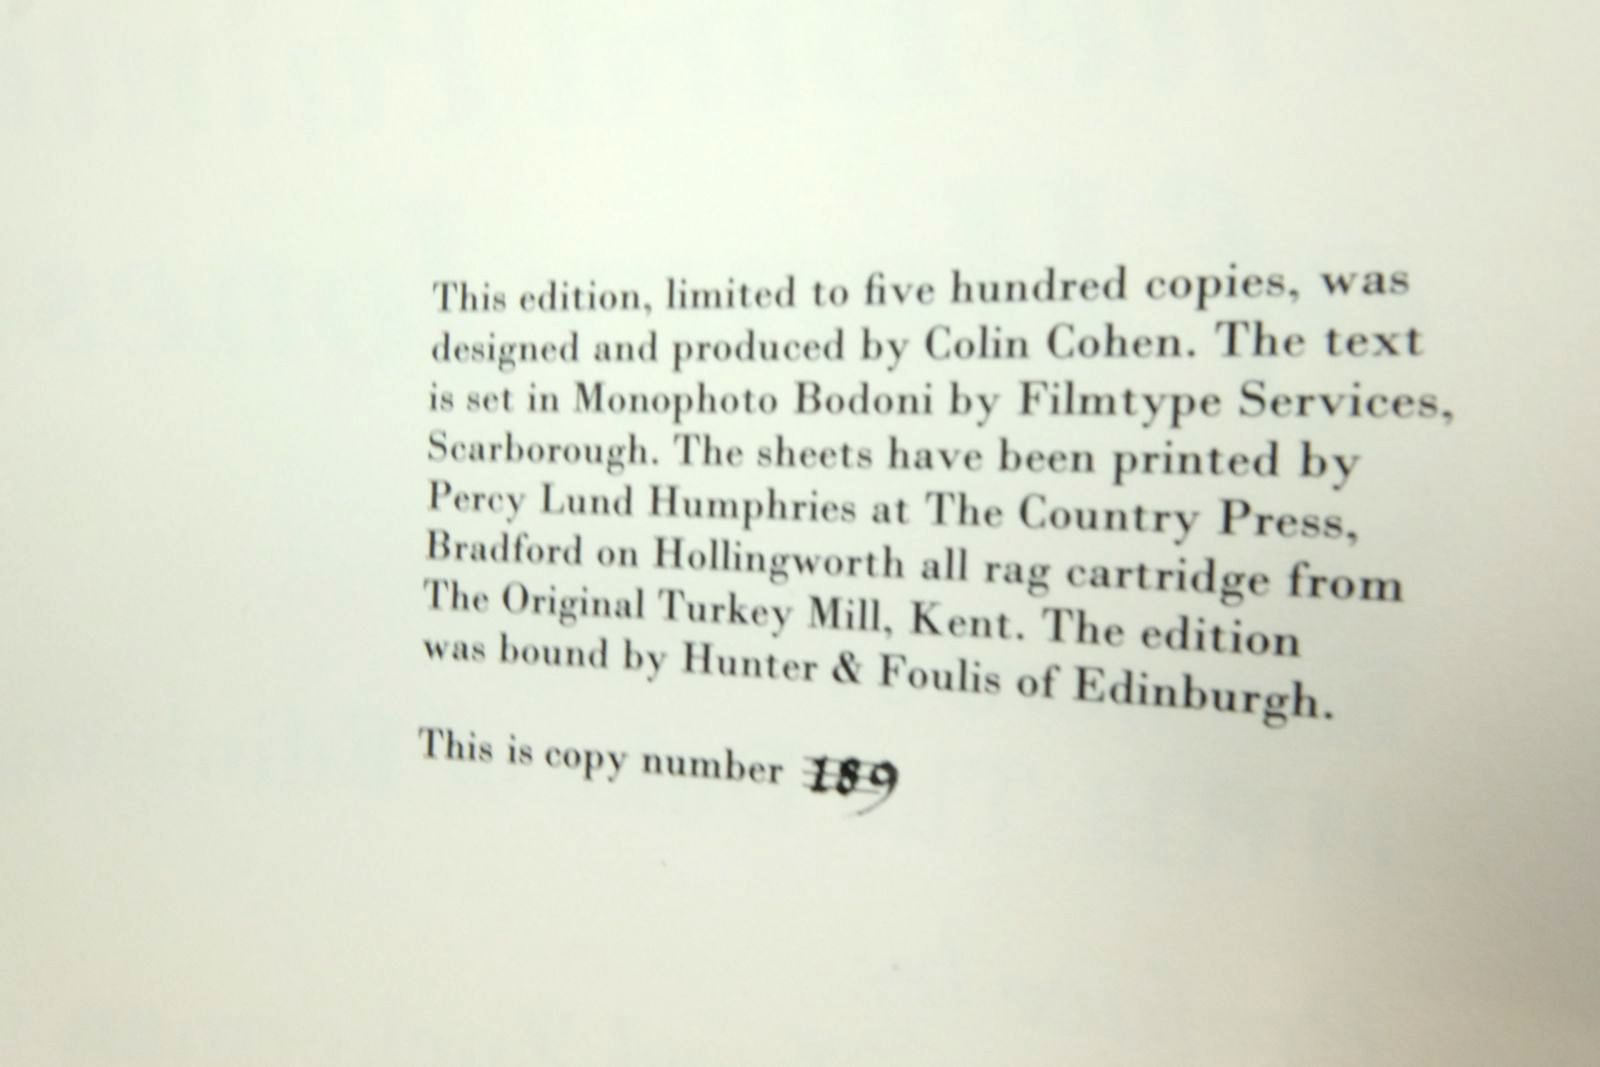 This edition, limited to five hundred copies, was
designed and produced by Colin Cohen. The text
is set in Monophoto Bodoni by Filmtype Services,
Scarborough. The sheets have been printed by
Percy Lund Humphries at The Country Press,
Bradford on Hollingworth all rag cartridge from
The Original Turkey Mill, Kent. The edition
was bound by Hunter & Foulis of Edinburgh.
This is copy number 189